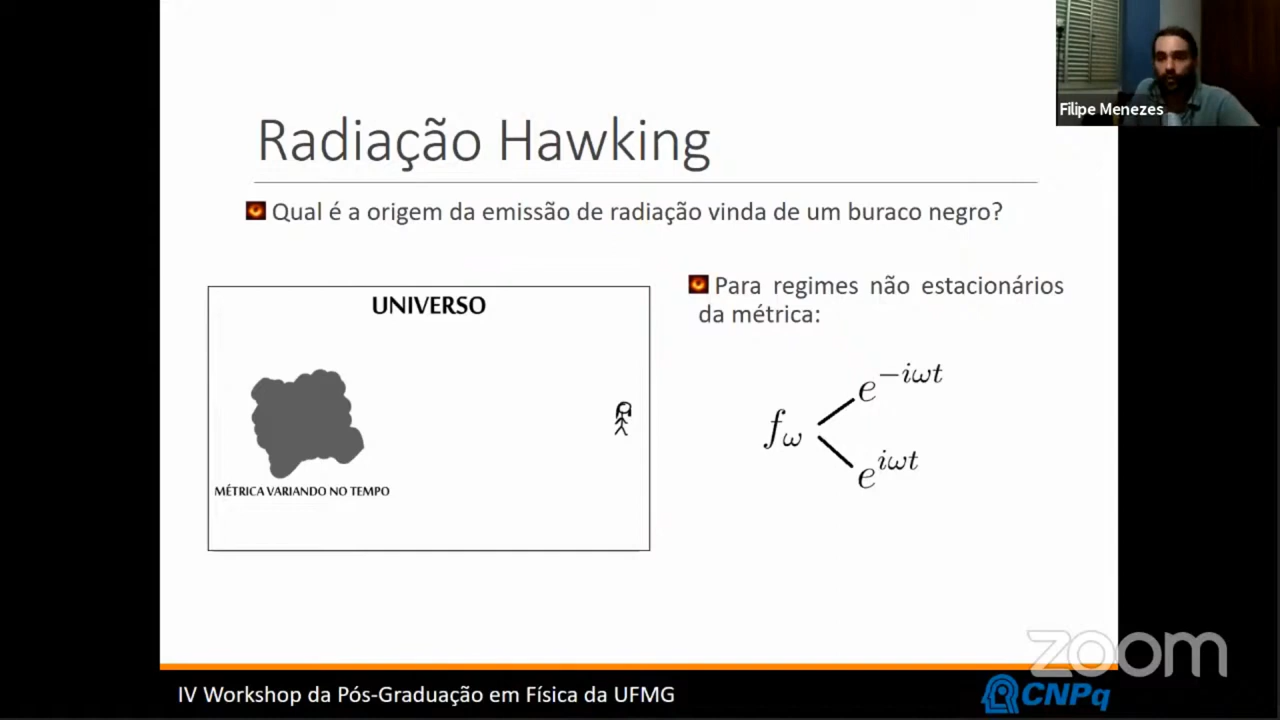 Filipe Menezes
Radiação Hawking
Qual é a origem da emissão de radiação vinda de um buraco negro?
UNIVERSO
MÉTRICA VARIANDO NO TEMPO
Para regimes não estacionários
da métrica:
e^{-iωt}
f_ω
e^{iωt}
zoom
IV Workshop da Pós-Graduação em Física da UFMG
CNPq